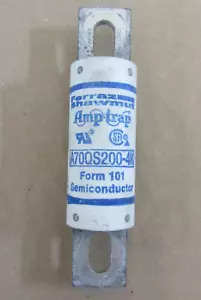 Ferraz
Shawmut
Amp-trap
A70QS200-4K
Form 101
Semiconductor